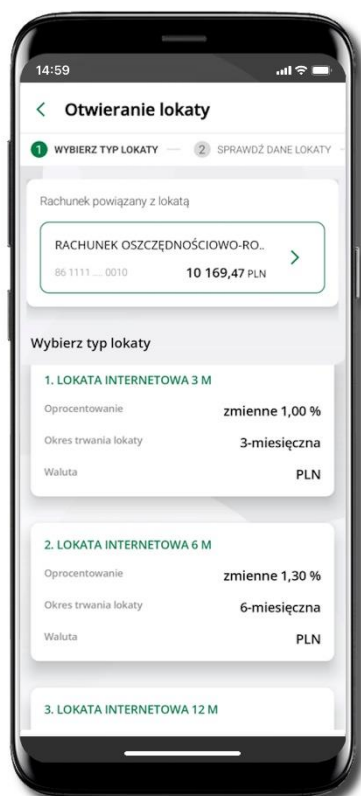 14:59
Otwieranie lokaty
1 WYBIERZ TYP LOKATY 2 SPRAWDŹ DANE LOKATY
Rachunek powiązany z lokatą
RACHUNEK OSZCZĘDNOŚCIOWO-RO..
86 1111 ... 0010 10 169,47 PLN
Wybierz typ lokaty
1. LOKATA INTERNETOWA 3 M
Oprocentowanie zmienne 1,00 %
Okres trwania lokaty 3-miesięczna
Waluta PLN
2. LOKATA INTERNETOWA 6 M
Oprocentowanie zmienne 1,30 %
Okres trwania lokaty 6-miesięczna
Waluta PLN
3. LOKATA INTERNETOWA 12 M